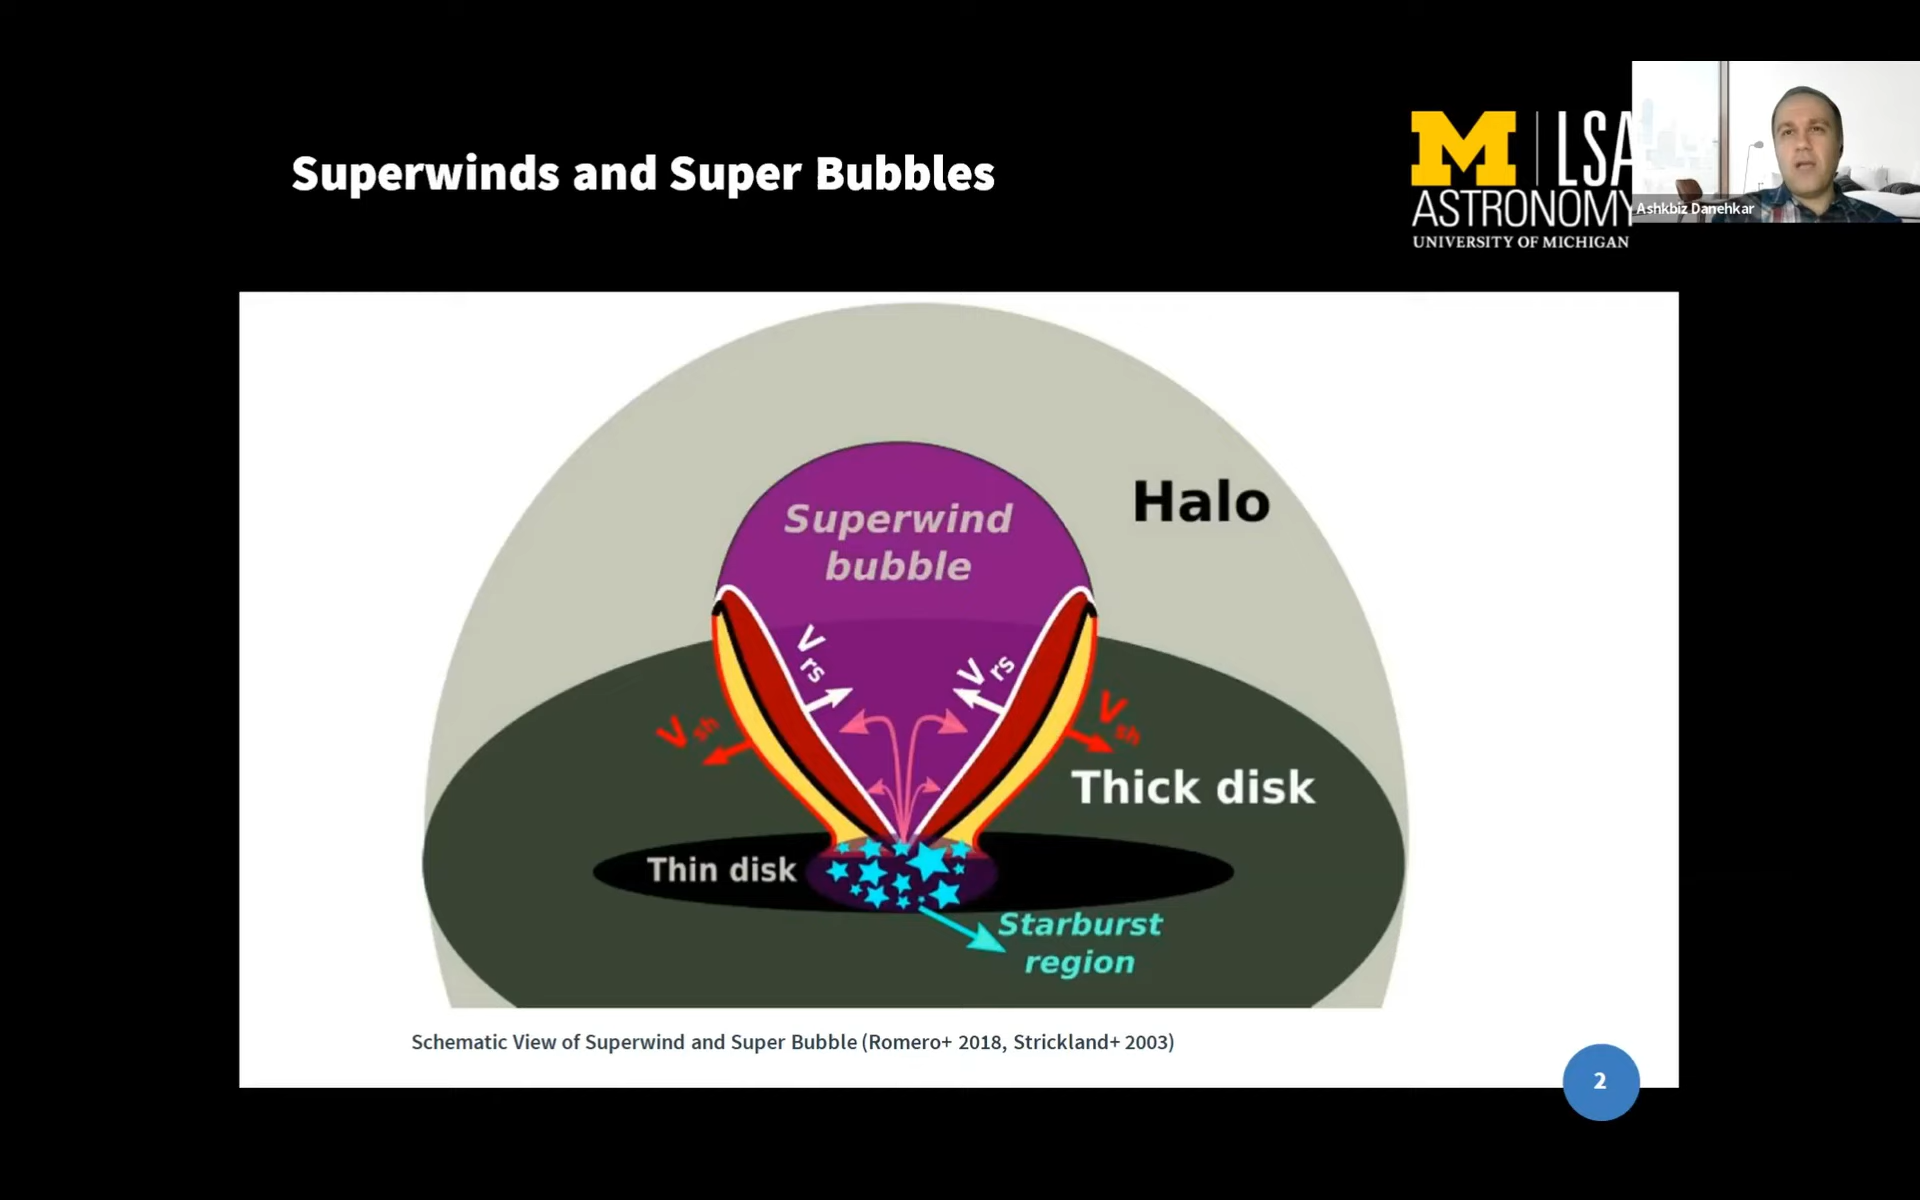 Superwinds and Super Bubbles
M LSA
ASTRONOMY
UNIVERSITY OF MICHIGAN
Ashkbiz Danehkar
Halo
Superwind
bubble
V rs
V rs
V sh
V sh
Thick disk
Thin disk
Starburst
region
Schematic View of Superwind and Super Bubble (Romero+ 2018, Strickland+ 2003)
2